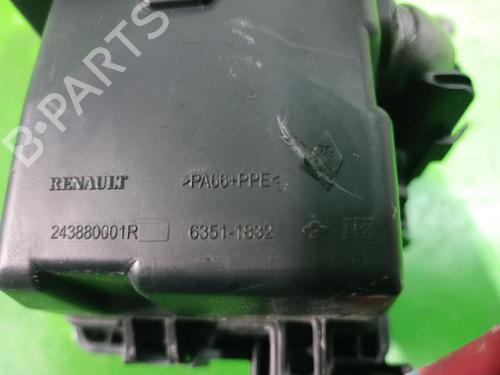 B-PARTS
RENAULT >PA66+PPE<
243880001R 6351-1832